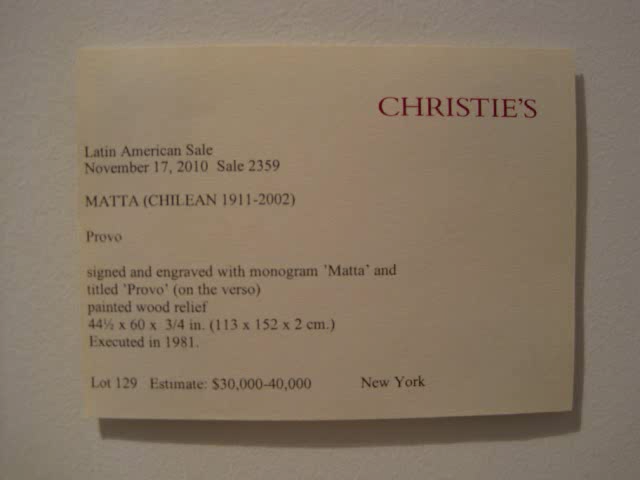 CHRISTIE'S
Latin American Sale
November 17, 2010 Sale 2359
MATTA (CHILEAN 1911-2002)
Provo
signed and engraved with monogram 'Matta' and
titled 'Provo' (on the verso)
painted wood relief
44½ x 60 x 3/4 in. (113 x 152 x 2 cm.)
Executed in 1981.
Lot 129 Estimate: $30,000-40,000 New York